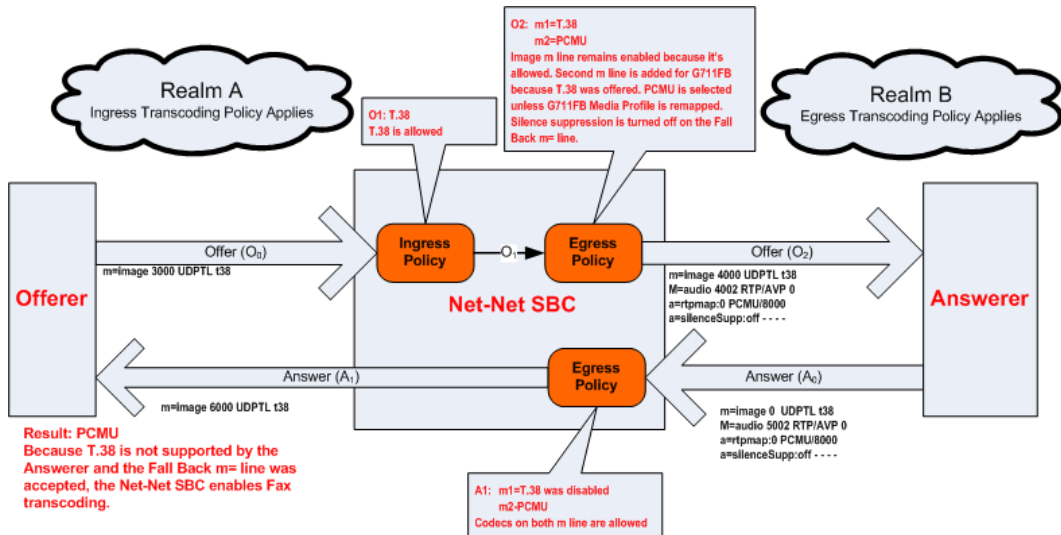 O2: m1=T.38
m2=PCMU
Image m line remains enabled because it's
allowed. Second m line is added for G711FB
because T.38 was offered. PCMU is selected
unless G711FB Media Profile is remapped.
Silence suppression is turned off on the Fall
Back m= line.
Realm A
Ingress Transcoding Policy Applies
O1: T.38
T.38 is allowed
Realm B
Egress Transcoding Policy Applies
Offerer
Offer (O₀)
m=image 3000 UDPTL t38
Ingress
Policy
O₁
Egress
Policy
Net-Net SBC
Offer (O₂)
m=image 4000 UDPTL t38
M=audio 4002 RTP/AVP 0
a=rtpmap:0 PCMU/8000
a=silenceSupp:off - - - -
Answerer
Answer (A₁)
m=image 6000 UDPTL t38
Egress
Policy
Answer (A₀)
m=image 0 UDPTL t38
M=audio 5002 RTP/AVP 0
a=rtpmap:0 PCMU/8000
a=silenceSupp:off - - - -
Result: PCMU
Because T.38 is not supported by the
Answerer and the Fall Back m= line was
accepted, the Net-Net SBC enables Fax
transcoding.
A1: m1=T.38 was disabled
m2-PCMU
Codecs on both m line are allowed